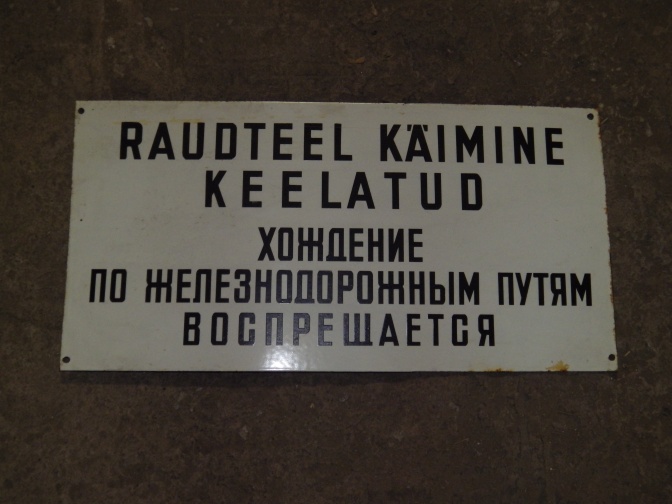 RAUDTEEL KÄIMINE
KEELATUD
ХОЖДЕНИЕ
ПО ЖЕЛЕЗНОДОРОЖНЫМ ПУТЯМ
ВОСПРЕЩАЕТСЯ